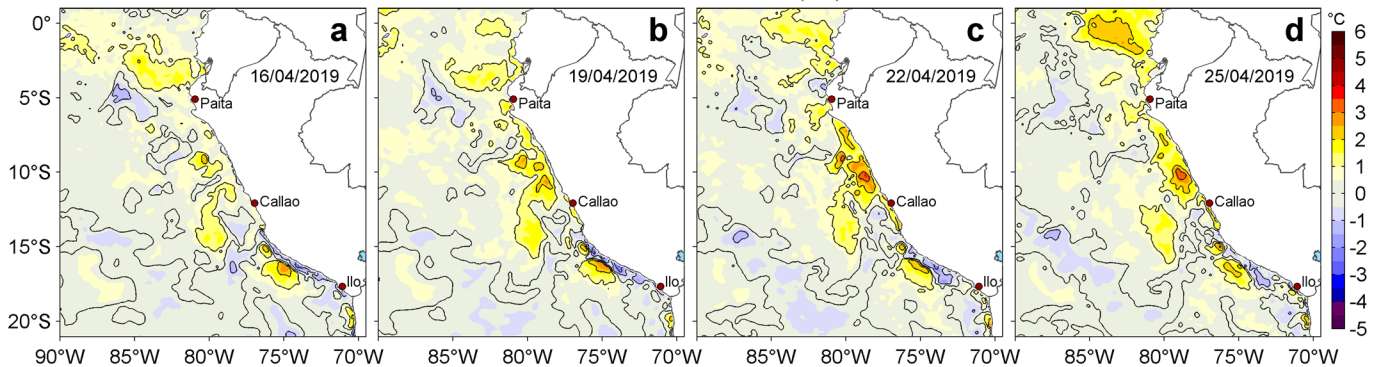 a b c d
°C
16/04/2019 19/04/2019 22/04/2019 25/04/2019
Paita Paita Paita Paita
Callao Callao Callao Callao
Ilo Ilo Ilo Ilo
0°
5°S
10°S
15°S
20°S
90°W 85°W 80°W 75°W 70°W 85°W 80°W 75°W 70°W 85°W 80°W 75°W 70°W 85°W 80°W 75°W 70°W
6
5
4
3
2
1
0
-1
-2
-3
-4
-5